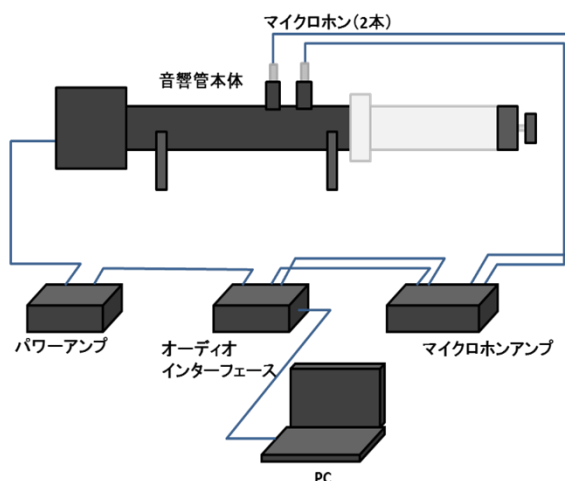 マイクロホン（2本）
音響管本体
パワーアンプ
オーディオ
インターフェース
マイクロホンアンプ
PC